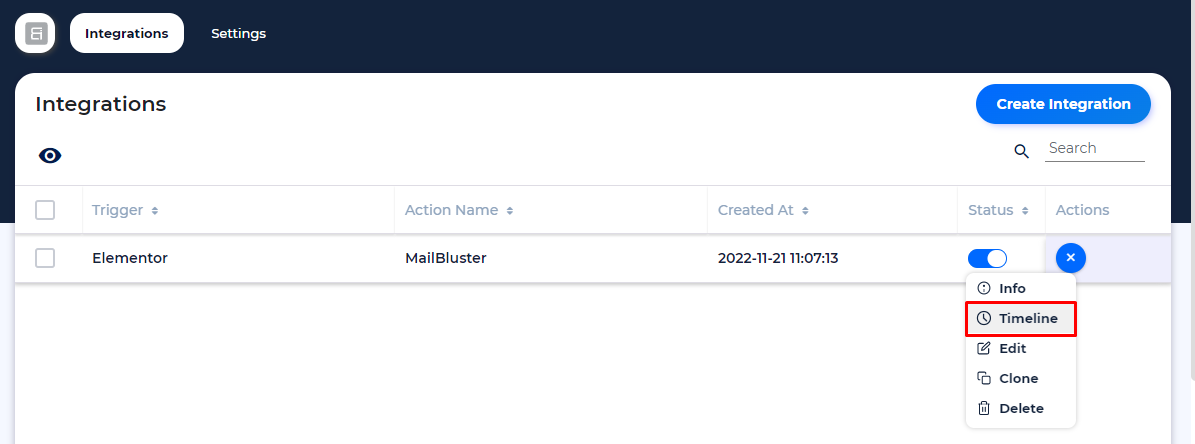 Integrations Settings
Integrations Create Integration
Search
Trigger Action Name Created At Status Actions
Elementor MailBluster 2022-11-21 11:07:13
Info
Timeline
Edit
Clone
Delete